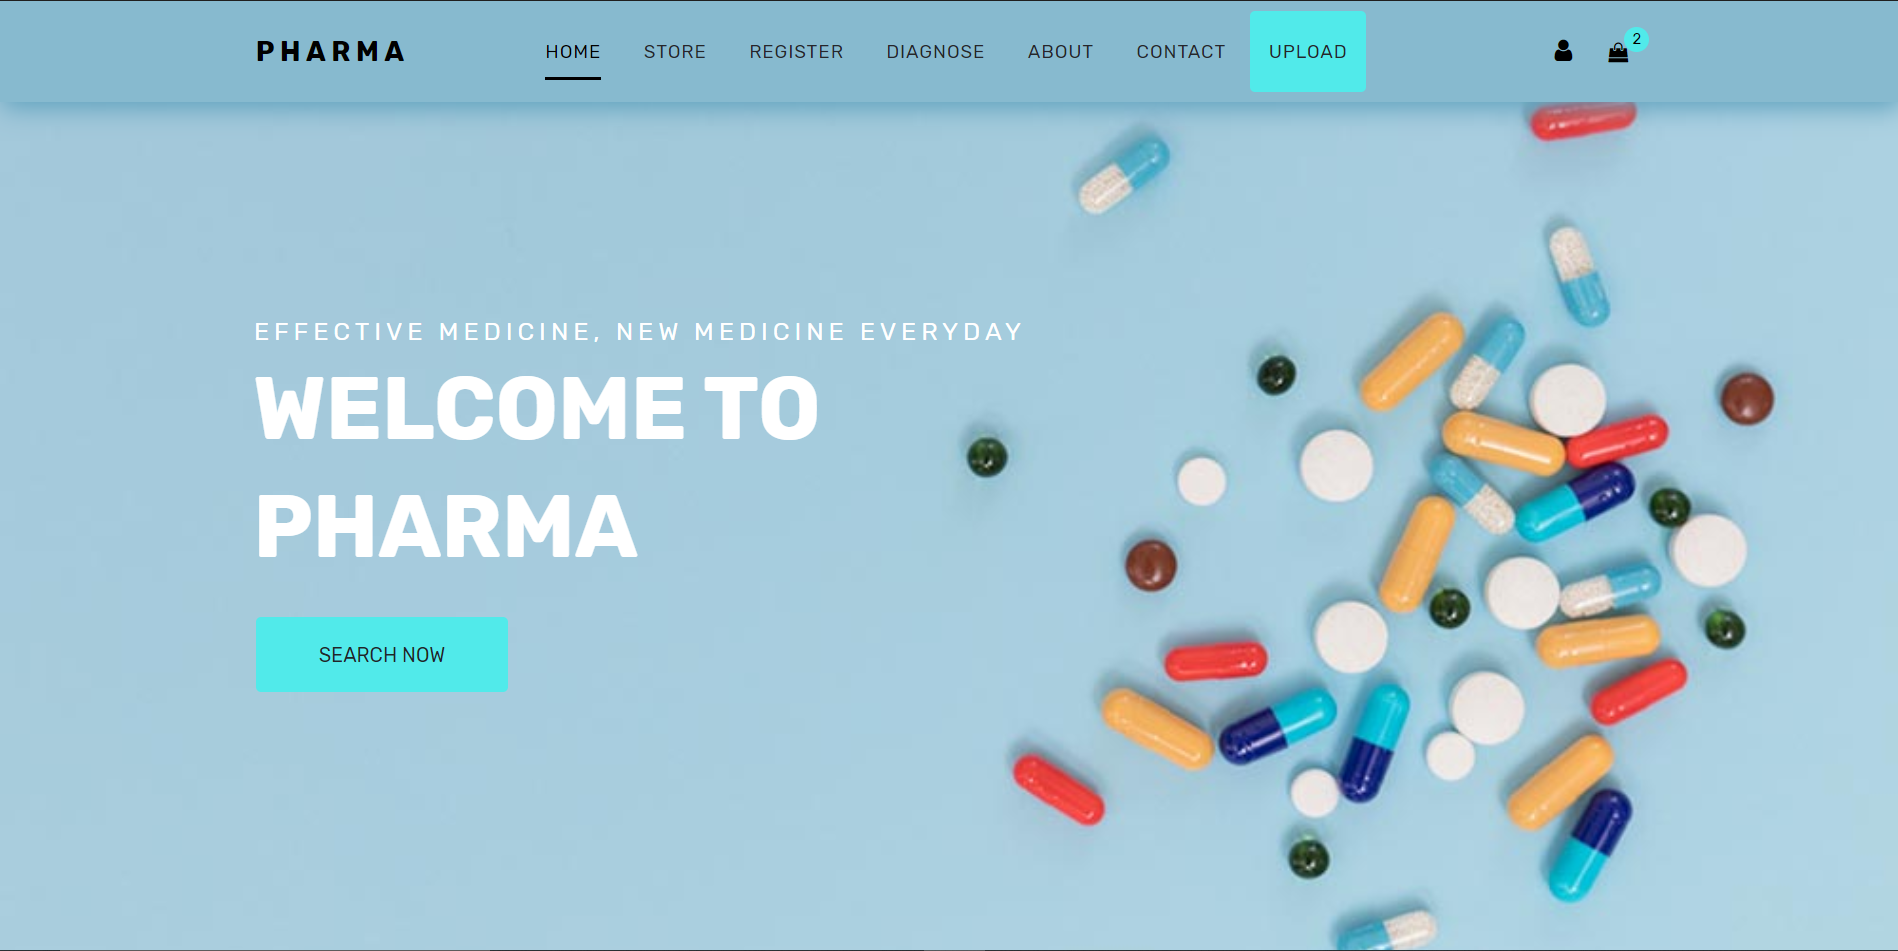 PHARMA
HOME STORE REGISTER DIAGNOSE ABOUT CONTACT UPLOAD
2
EFFECTIVE MEDICINE, NEW MEDICINE EVERYDAY
WELCOME TO
PHARMA
SEARCH NOW